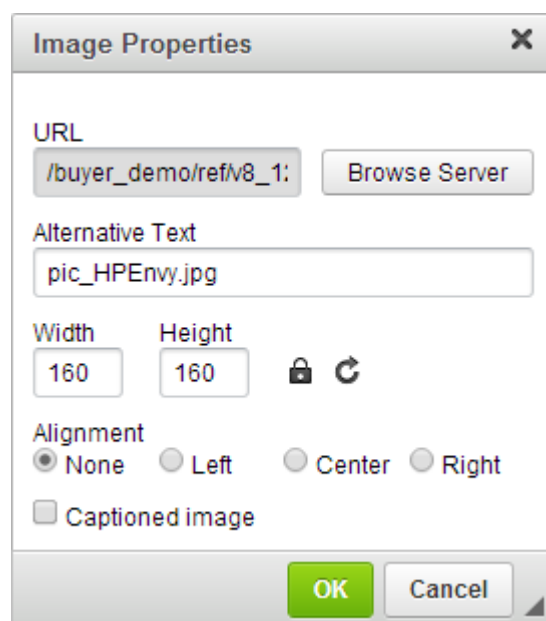 Image Properties
URL
/buyer_demo/ref/v8_12 Browse Server
Alternative Text
pic_HPEnvy.jpg
Width Height
160 160
Alignment
None Left Center Right
Captioned image
OK Cancel